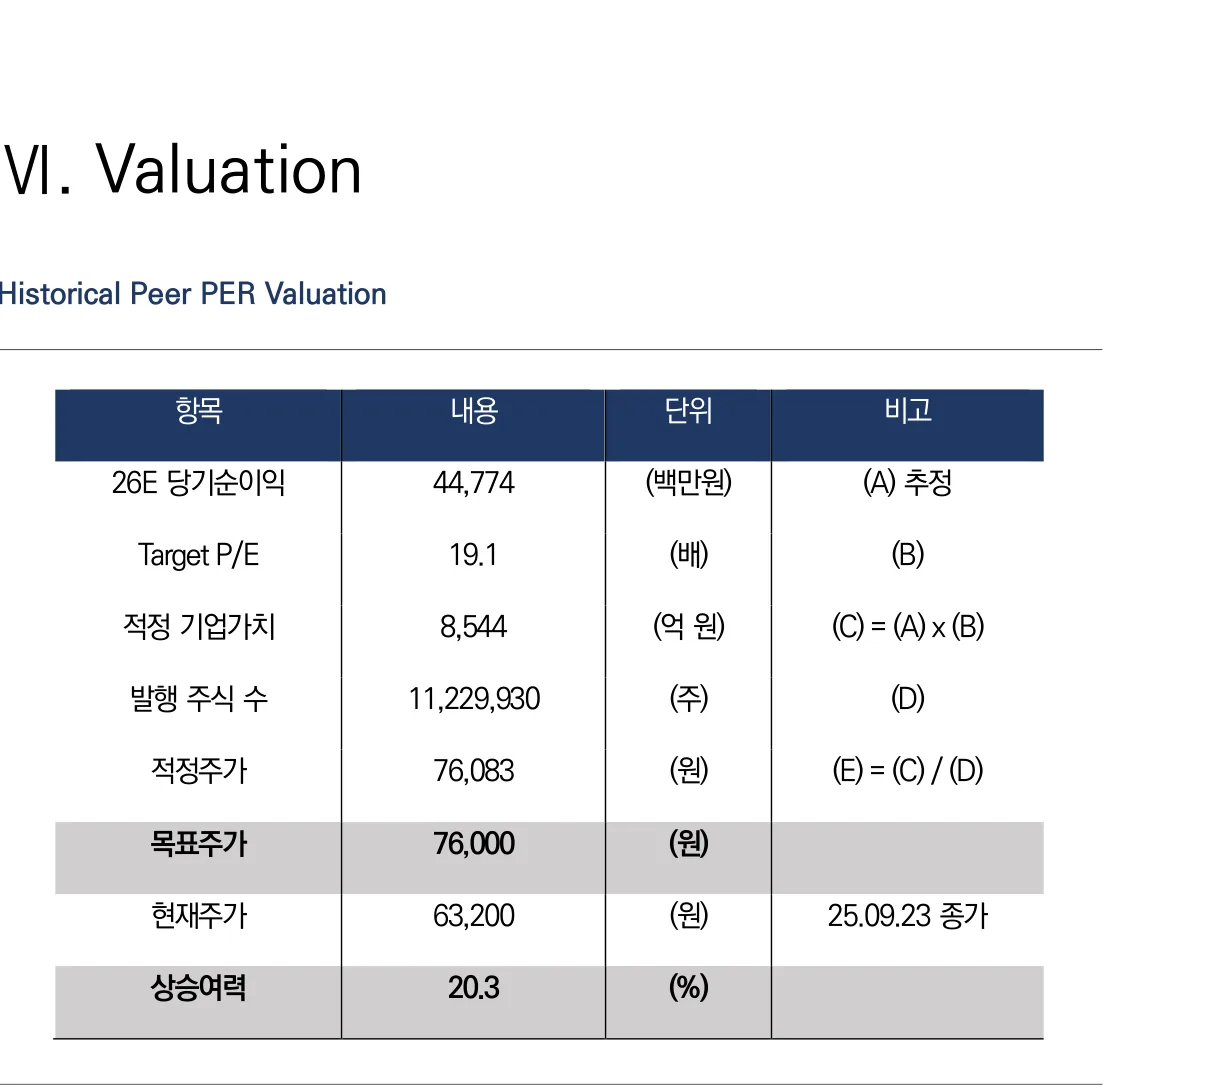 Ⅵ. Valuation
Historical Peer PER Valuation
항목 내용 단위 비고
26E 당기순이익 44,774 (백만원) (A) 추정
Target P/E 19.1 (배) (B)
적정 기업가치 8,544 (억 원) (C) = (A) x (B)
발행 주식 수 11,229,930 (주) (D)
적정주가 76,083 (원) (E) = (C) / (D)
목표주가 76,000 (원)
현재주가 63,200 (원) 25.09.23 종가
상승여력 20.3 (%)